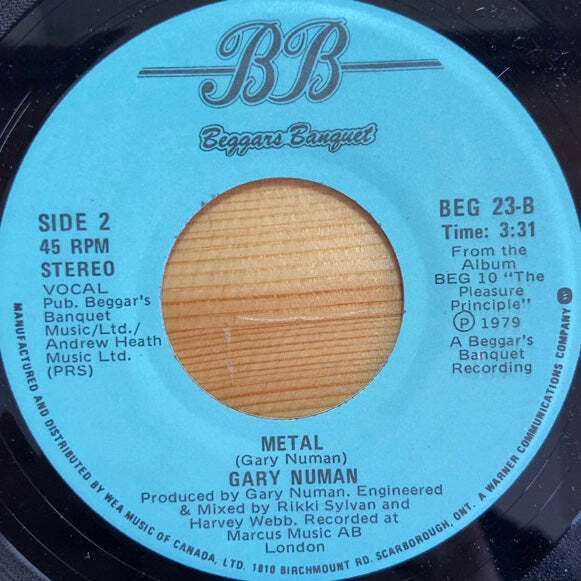 BB
Beggars Banquet
SIDE 2
45 RPM
STEREO
VOCAL
Pub. Beggar's
Banquet
Music/Ltd./
Andrew Heath
Music Ltd.
(PRS)
BEG 23-B
Time: 3:31
From the
Album
BEG 10 "The
Pleasure
Principle"
Ⓟ 1979
A Beggar's
Banquet
Recording
METAL
(Gary Numan)
GARY NUMAN
Produced by Gary Numan. Engineered
& Mixed by Rikki Sylvan and
Harvey Webb. Recorded at
Marcus Music AB
London
MANUFACTURED AND DISTRIBUTED BY WEA MUSIC OF CANADA, LTD. 1810 BIRCHMOUNT RD. SCARBOROUGH, ONT. A WARNER COMMUNICATIONS COMPANY